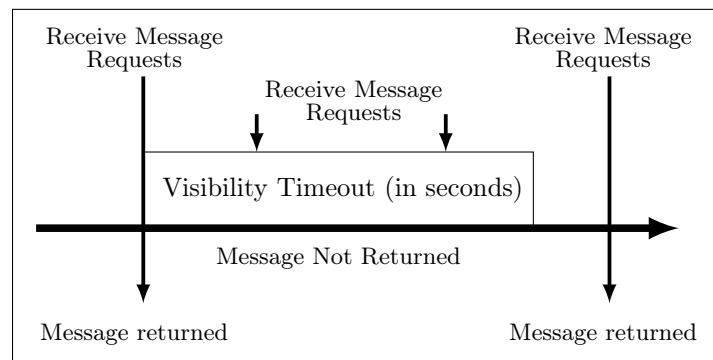 Receive Message
Requests
Receive Message
Requests
Receive Message
Requests
Visibility Timeout (in seconds)
Message Not Returned
Message returned
Message returned